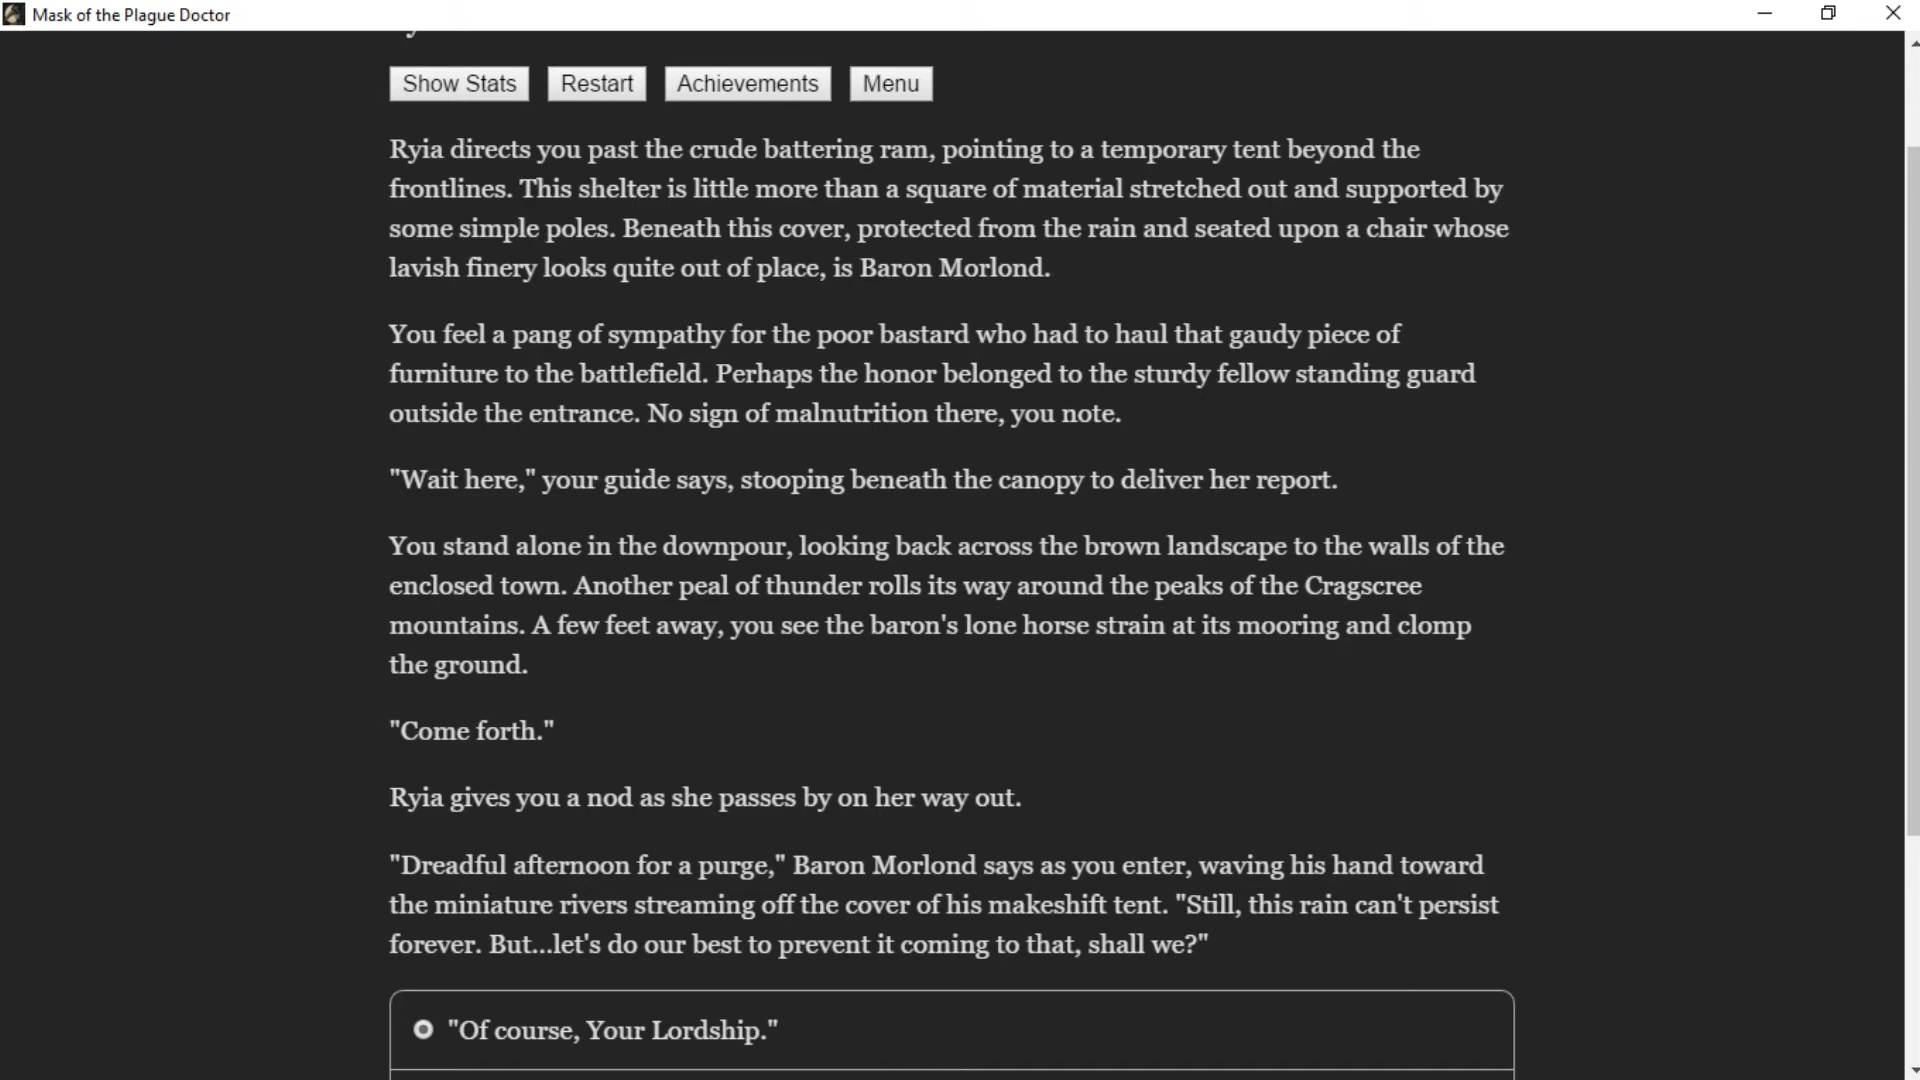 Mask of the Plague Doctor
Show Stats
Restart
Achievements
Menu
Ryia directs you past the crude battering ram, pointing to a temporary tent beyond the
frontlines. This shelter is little more than a square of material stretched out and supported by
some simple poles. Beneath this cover, protected from the rain and seated upon a chair whose
lavish finery looks quite out of place, is Baron Morlond.
You feel a pang of sympathy for the poor bastard who had to haul that gaudy piece of
furniture to the battlefield. Perhaps the honor belonged to the sturdy fellow standing guard
outside the entrance. No sign of malnutrition there, you note.
"Wait here," your guide says, stooping beneath the canopy to deliver her report.
You stand alone in the downpour, looking back across the brown landscape to the walls of the
enclosed town. Another peal of thunder rolls its way around the peaks of the Cragscree
mountains. A few feet away, you see the baron's lone horse strain at its mooring and clomp
the ground.
"Come forth."
Ryia gives you a nod as she passes by on her way out.
"Dreadful afternoon for a purge," Baron Morlond says as you enter, waving his hand toward
the miniature rivers streaming off the cover of his makeshift tent. "Still, this rain can't persist
forever. But...let's do our best to prevent it coming to that, shall we?"
"Of course, Your Lordship."